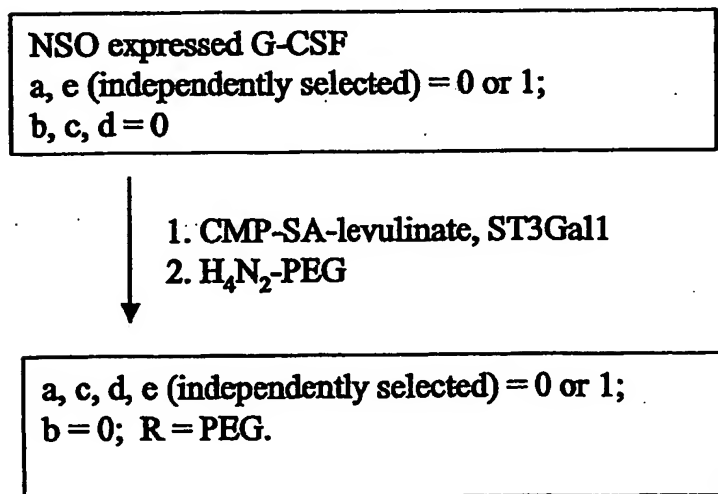 NSO expressed G-CSF
a, e (independently selected) = 0 or 1;
b, c, d = 0
1. CMP-SA-levulinate, ST3Gal1
2. H₄N₂-PEG
a, c, d, e (independently selected) = 0 or 1;
b = 0; R = PEG.